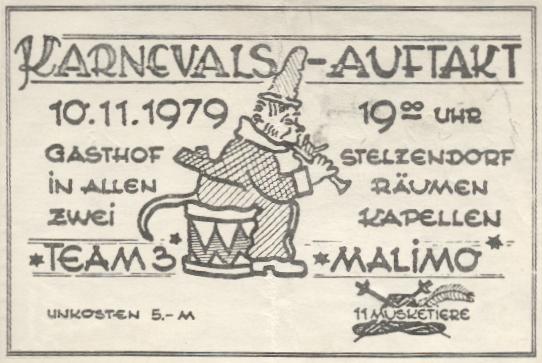 KARNEVALS-AUFTAKT
10.11.1979 19⁰⁰ UHR
GASTHOF STELZENDORF
IN ALLEN RÄUMEN
ZWEI KAPELLEN
*TEAM 3* *MALIMO*
UNKOSTEN 5.-M 11 MUSKETIERE